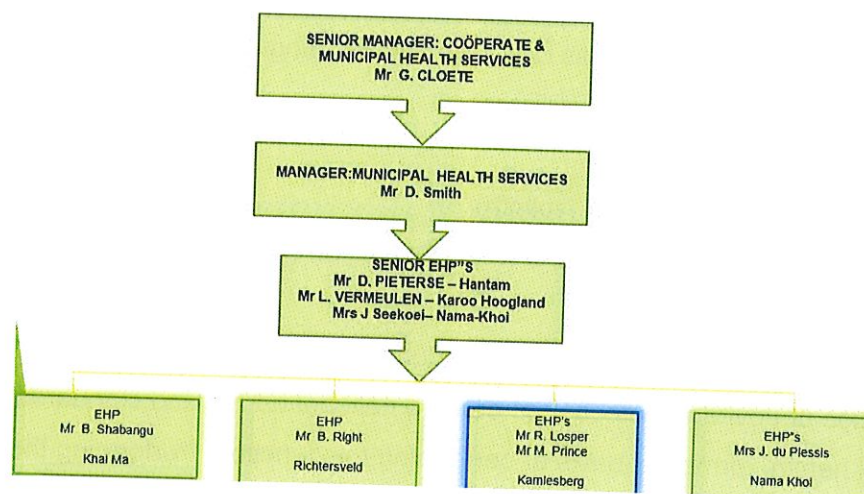 SENIOR MANAGER: COÖPERATE &
MUNICIPAL HEALTH SERVICES
Mr G. CLOETE
MANAGER:MUNICIPAL HEALTH SERVICES
Mr D. Smith
SENIOR EHP"S
Mr D. PIETERSE – Hantam
Mr L. VERMEULEN – Karoo Hoogland
Mrs J Seekoei– Nama-Khoi
EHP
Mr B. Shabangu
Khai Ma
EHP
Mr B. Right
Richtersveld
EHP's
Mr R. Losper
Mr M. Prince
Kamiesberg
EHP"s
Mrs J. du Plessis
Nama Khoi